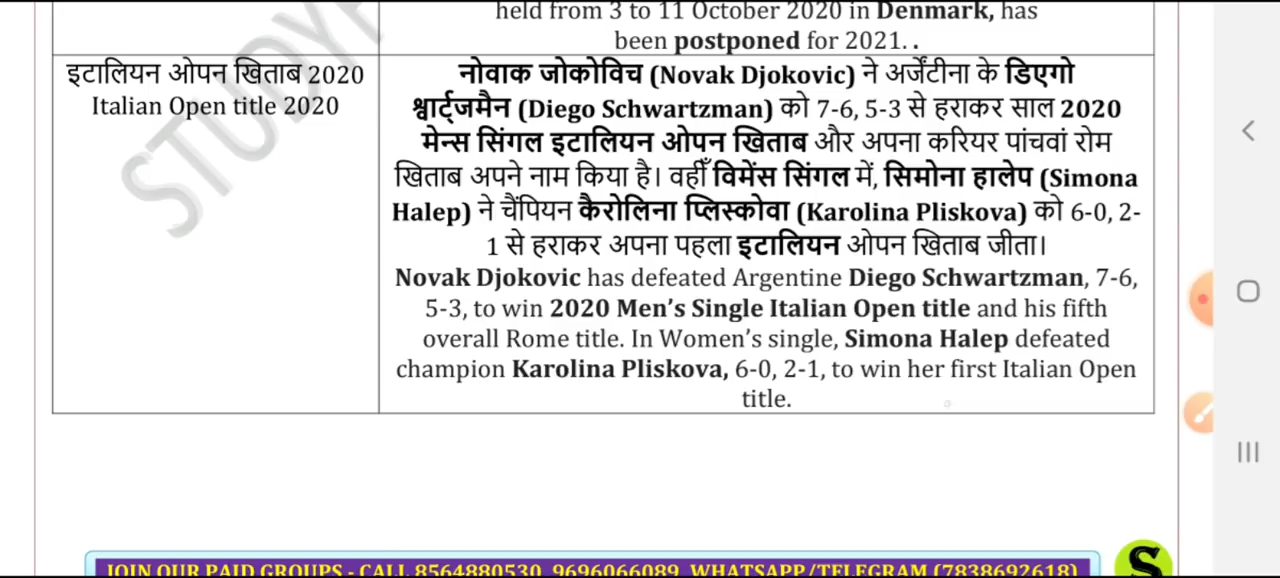 held from 3 to 11 October 2020 in Denmark, has
been postponed for 2021. .
इटालियन ओपन खिताब 2020
Italian Open title 2020
नोवाक जोकोविच (Novak Djokovic) ने अर्जेंटीना के डिएगो
श्वार्ट्जमैन (Diego Schwartzman) को 7-6, 5-3 से हराकर साल 2020
मेन्स सिंगल इटालियन ओपन खिताब और अपना करियर पांचवां रोम
खिताब अपने नाम किया है। वहीँ विमेंस सिंगल में, सिमोना हालेप (Simona
Halep) ने चैंपियन कैरोलिना प्लिस्कोवा (Karolina Pliskova) को 6-0, 2-
1 से हराकर अपना पहला इटालियन ओपन खिताब जीता।
Novak Djokovic has defeated Argentine Diego Schwartzman, 7-6,
5-3, to win 2020 Men's Single Italian Open title and his fifth
overall Rome title. In Women's single, Simona Halep defeated
champion Karolina Pliskova, 6-0, 2-1, to win her first Italian Open
title.
STUDY
JOIN OUR PAID GROUPS - CALL 8564880530, 9696066089, WHATSAPP/TELEGRAM (7838692618)
S